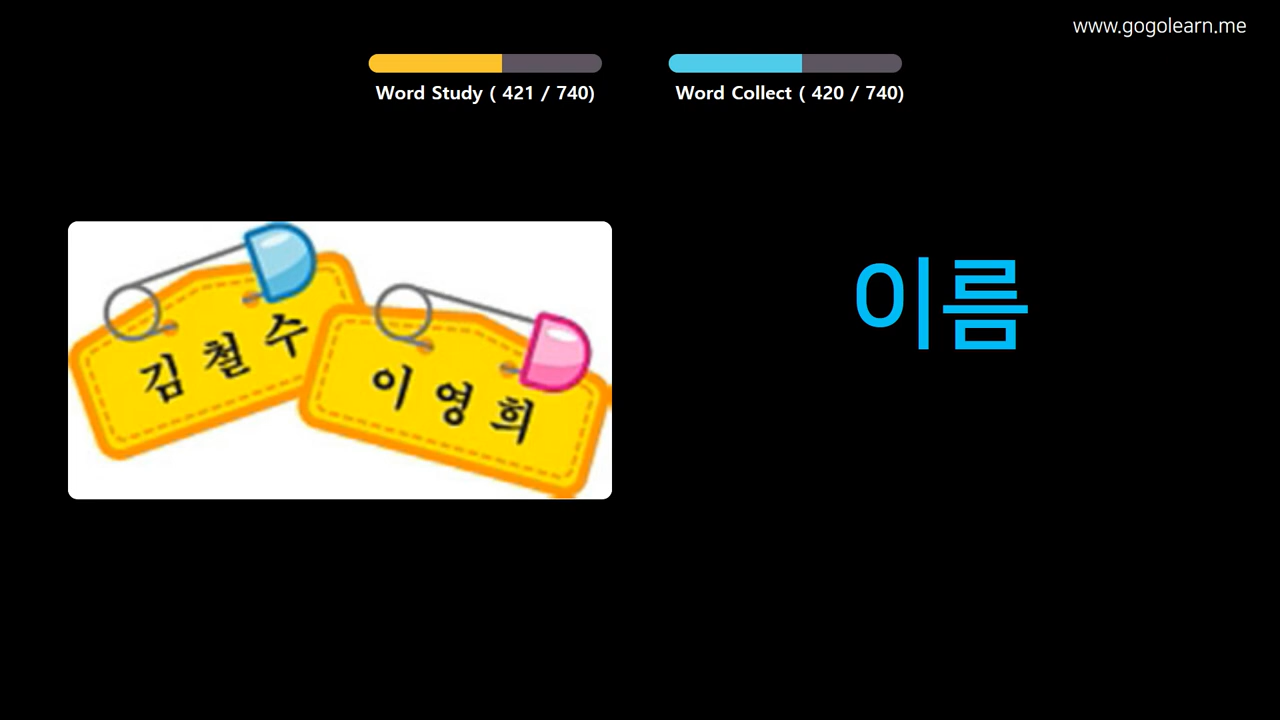 www.gogolearn.me
Word Study ( 421 / 740)
Word Collect ( 420 / 740)
이름
김 철 수
이 영 희